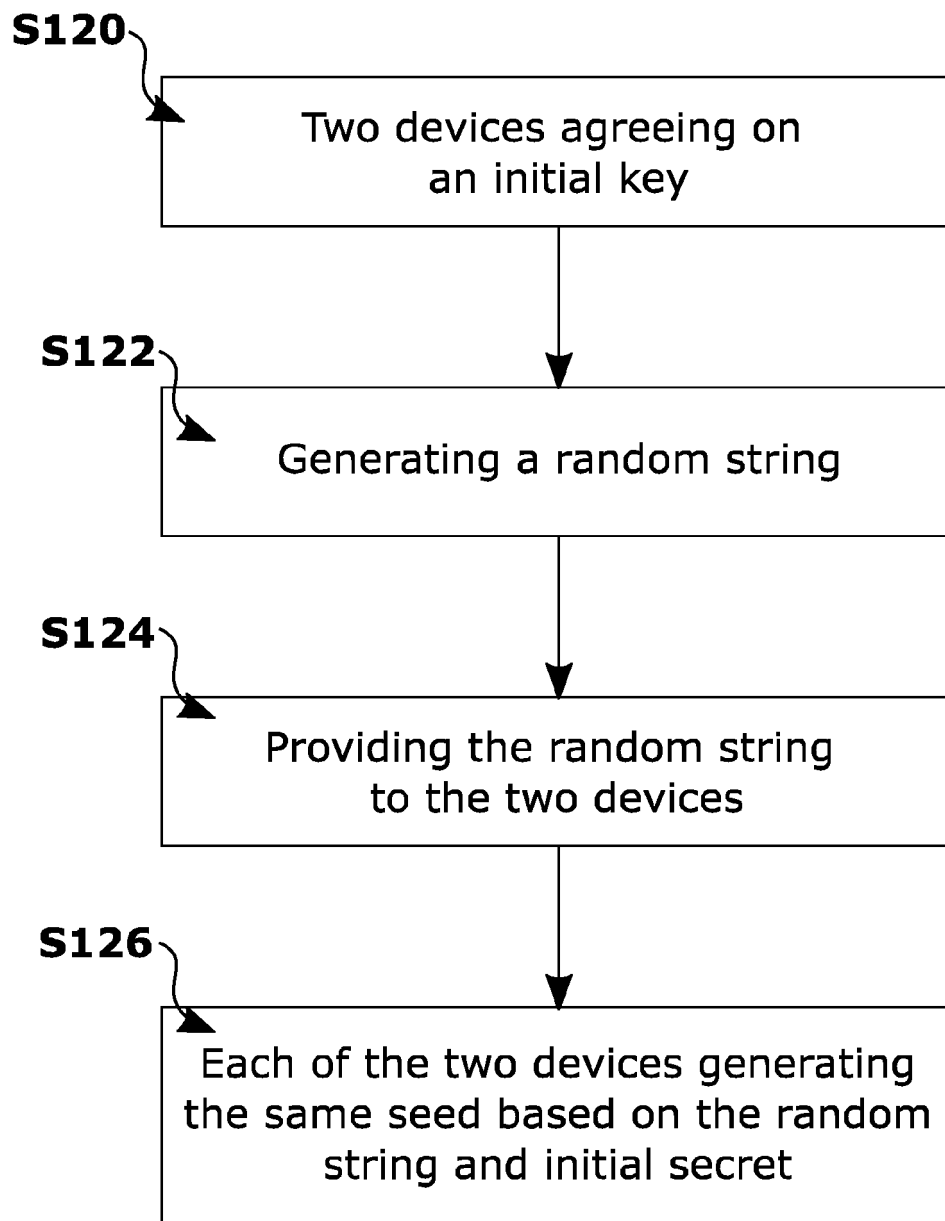 S120
Two devices agreeing on
an initial key
S122
Generating a random string
S124
Providing the random string
to the two devices
S126
Each of the two devices generating
the same seed based on the random
string and initial secret